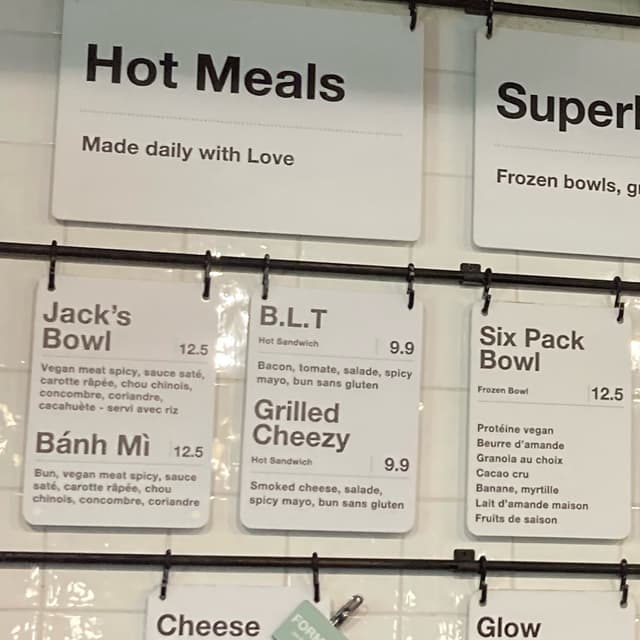 Hot Meals
Made daily with Love
Frozen bowls,
Jack's
Bowl
12.5
Vegan meat spicy, sauce saté,
carotte râpée, chou chinois,
concombre, coriandre,
cacahuète - servi avec riz
Bánh Mì
12.5
Bun, vegan meat spicy, sauce
saté, carotte râpée, chou
chinois, concombre, coriandre
B.L.T
Hot Sandwich
9.9
Bacon, tomate, salade, spicy
mayo, bun sans gluten
Grilled
Cheezy
Hot Sandwich
9.9
Smoked cheese, salade,
spicy mayo, bun sans gluten
Six Pack
Bowl
Frozen Bowl
12.5
Protéine vegan
Beurre d'amande
Granola au choix
Cacao cru
Banane, myrtille
Lait d'amande maison
Fruits de saison
Cheese
Glow